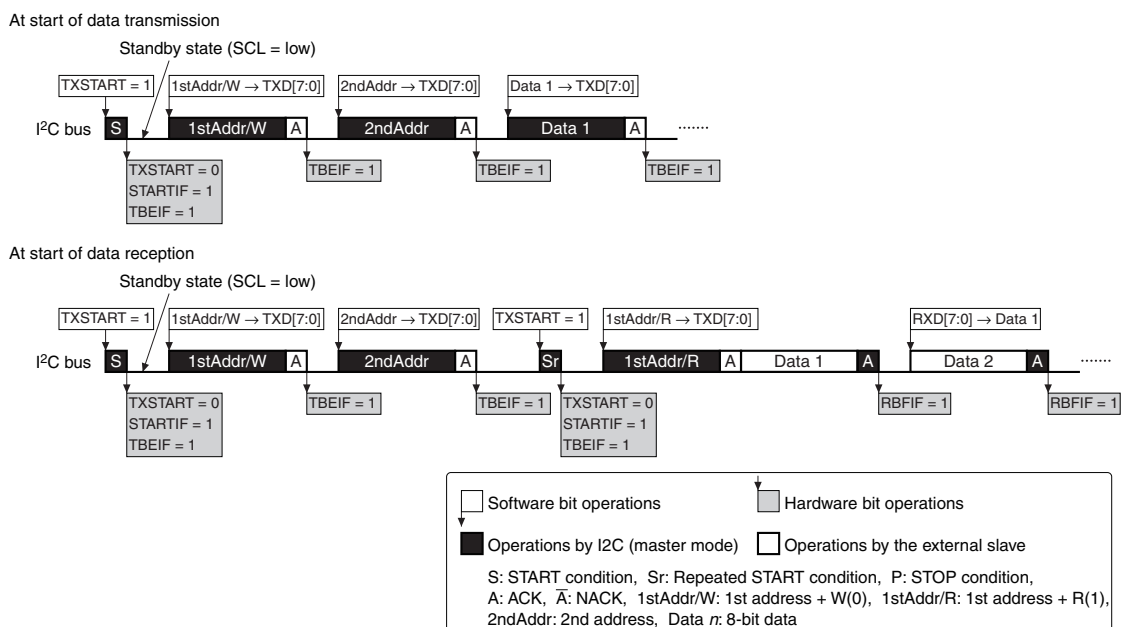 At start of data transmission
Standby state (SCL = low)
TXSTART = 1 1stAddr/W → TXD[7:0] 2ndAddr → TXD[7:0] Data 1 → TXD[7:0]
I²C bus S 1stAddr/W A 2ndAddr A Data 1 A ·······
TXSTART = 0 TBEIF = 1 TBEIF = 1 TBEIF = 1
STARTIF = 1
TBEIF = 1
At start of data reception
Standby state (SCL = low)
TXSTART = 1 1stAddr/W → TXD[7:0] 2ndAddr → TXD[7:0] TXSTART = 1 1stAddr/R → TXD[7:0] RXD[7:0] → Data 1
I²C bus S 1stAddr/W A 2ndAddr A Sr 1stAddr/R A Data 1 A Data 2 A ·······
TXSTART = 0 TBEIF = 1 TBEIF = 1 TXSTART = 0 RBFIF = 1 RBFIF = 1
STARTIF = 1 STARTIF = 1
TBEIF = 1 TBEIF = 1
Software bit operations Hardware bit operations
Operations by I2C (master mode) Operations by the external slave
S: START condition, Sr: Repeated START condition, P: STOP condition,
A: ACK, A̅: NACK, 1stAddr/W: 1st address + W(0), 1stAddr/R: 1st address + R(1),
2ndAddr: 2nd address, Data n: 8-bit data